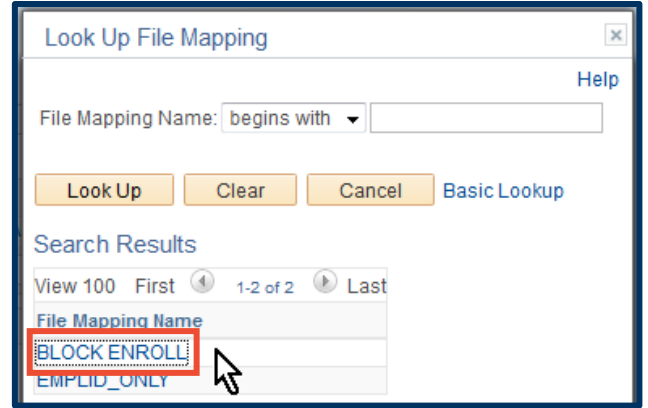 Look Up File Mapping
Help
File Mapping Name: begins with
Look Up Clear Cancel Basic Lookup
Search Results
View 100 First 1-2 of 2 Last
File Mapping Name
BLOCK ENROLL
EMPLID_ONLY